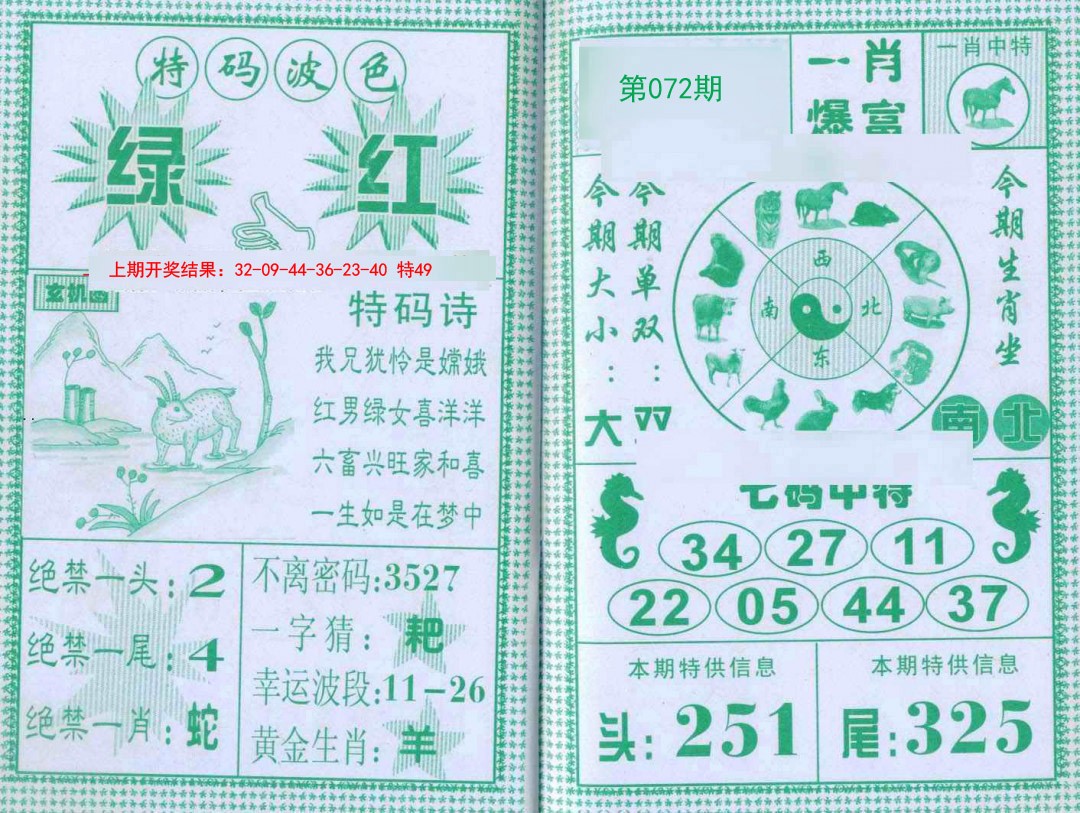 特码波色
绿 红
上期开奖结果：32-09-44-36-23-40 特49
玄机图
特码诗
我兄犹怜是嫦娥
红男绿女喜洋洋
六畜兴旺家和喜
一生如是在梦中
绝禁一头：2
绝禁一尾：4
绝禁一肖：蛇
不离密码：3527
一字猜：耙
幸运波段：11-26
黄金生肖：羊
第072期
一肖
爆富
一肖中特
今期大小：大
今期单双：双
西
南 北
东
今期生肖坐
南 北
七码中特
34 27 11
22 05 44 37
本期特供信息
头：251
本期特供信息
尾：325